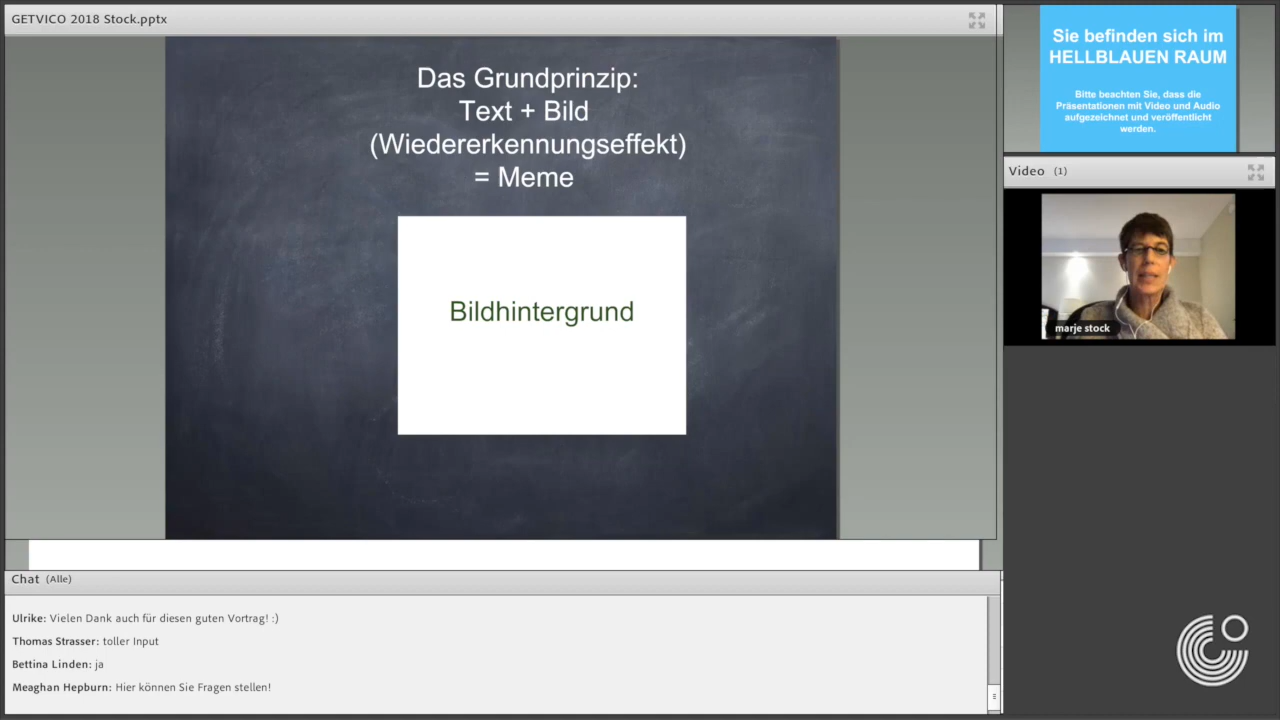 GETVICO 2018 Stock.pptx
Das Grundprinzip:
Text + Bild
(Wiedererkennungseffekt)
= Meme
Bildhintergrund
Sie befinden sich im
HELLBLAUEN RAUM
Bitte beachten Sie, dass die
Präsentationen mit Video und Audio
aufgezeichnet und veröffentlicht
werden.
Video (1)
marje stock
Chat (Alle)
Ulrike: Vielen Dank auch für diesen guten Vortrag! :)
Thomas Strasser: toller Input
Bettina Linden: ja
Meaghan Hepburn: Hier können Sie Fragen stellen!